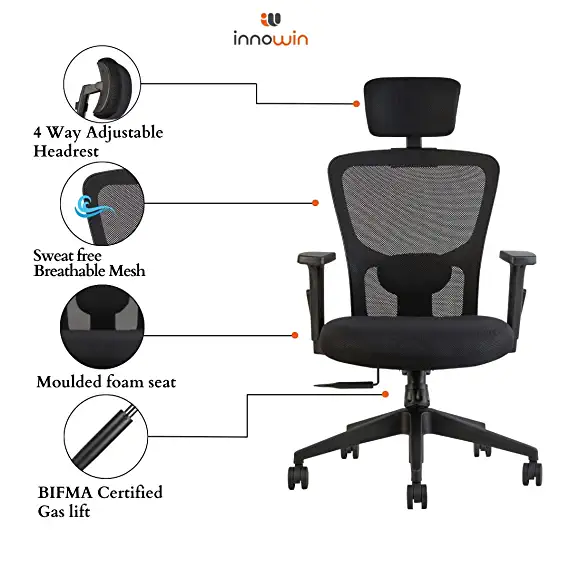 innowin
4 Way Adjustable
Headrest
Sweat free
Breathable Mesh
Moulded foam seat
BIFMA Certified
Gas lift